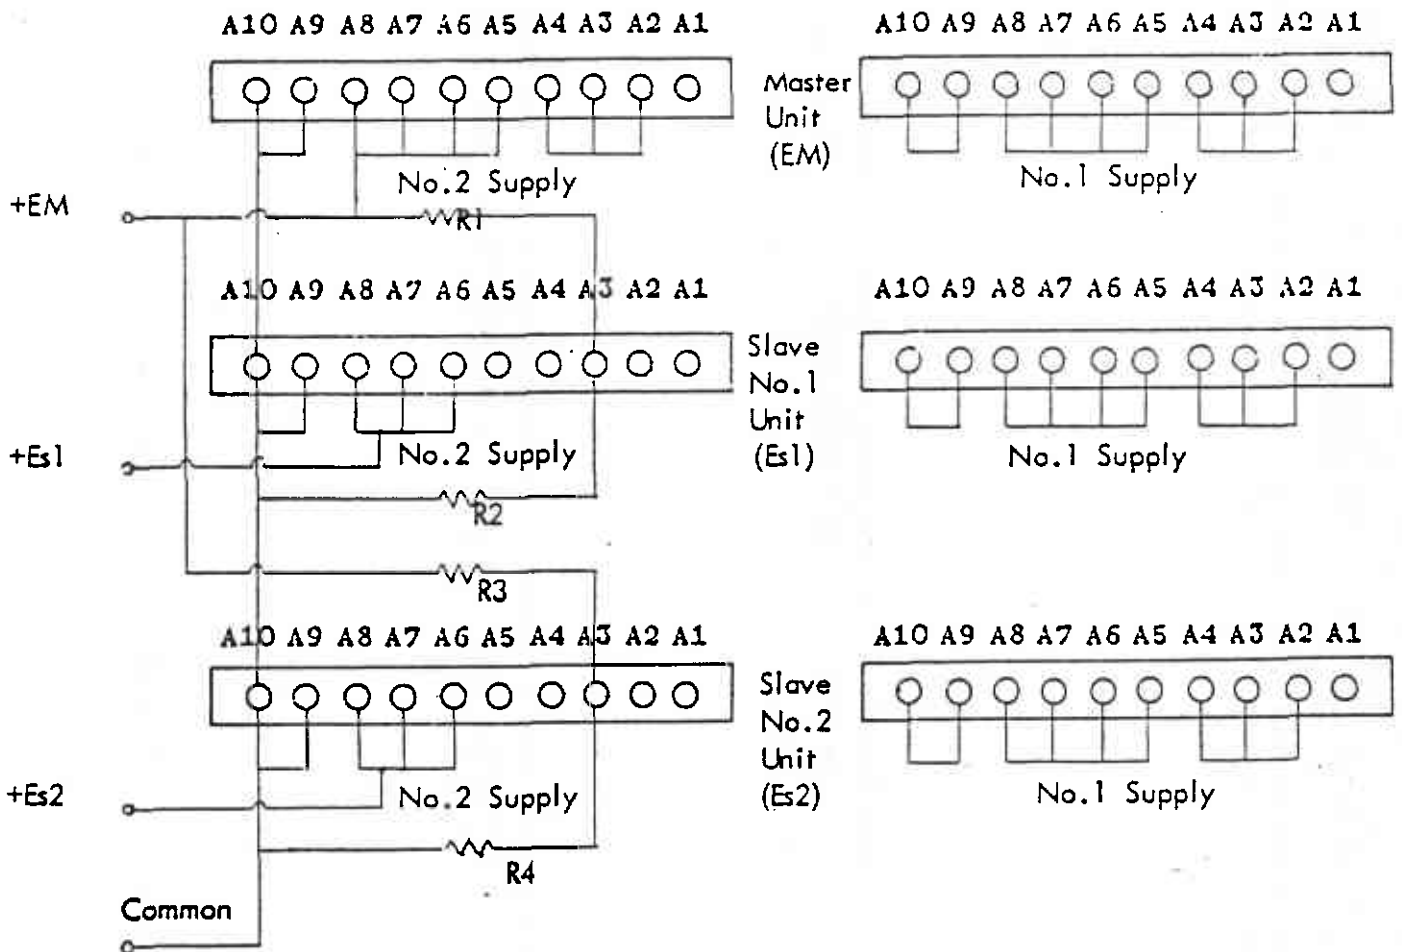 A10 A9 A8 A7 A6 A5 A4 A3 A2 A1
Master
Unit
(EM)
A10 A9 A8 A7 A6 A5 A4 A3 A2 A1
No.2 Supply
No.1 Supply
+EM
R1
A10 A9 A8 A7 A6 A5 A4 A3 A2 A1
Slave
No.1
Unit
(Es1)
A10 A9 A8 A7 A6 A5 A4 A3 A2 A1
+Es1
No.2 Supply
No.1 Supply
R2
R3
A10 A9 A8 A7 A6 A5 A4 A3 A2 A1
Slave
No.2
Unit
(Es2)
A10 A9 A8 A7 A6 A5 A4 A3 A2 A1
+Es2
No.2 Supply
No.1 Supply
R4
Common